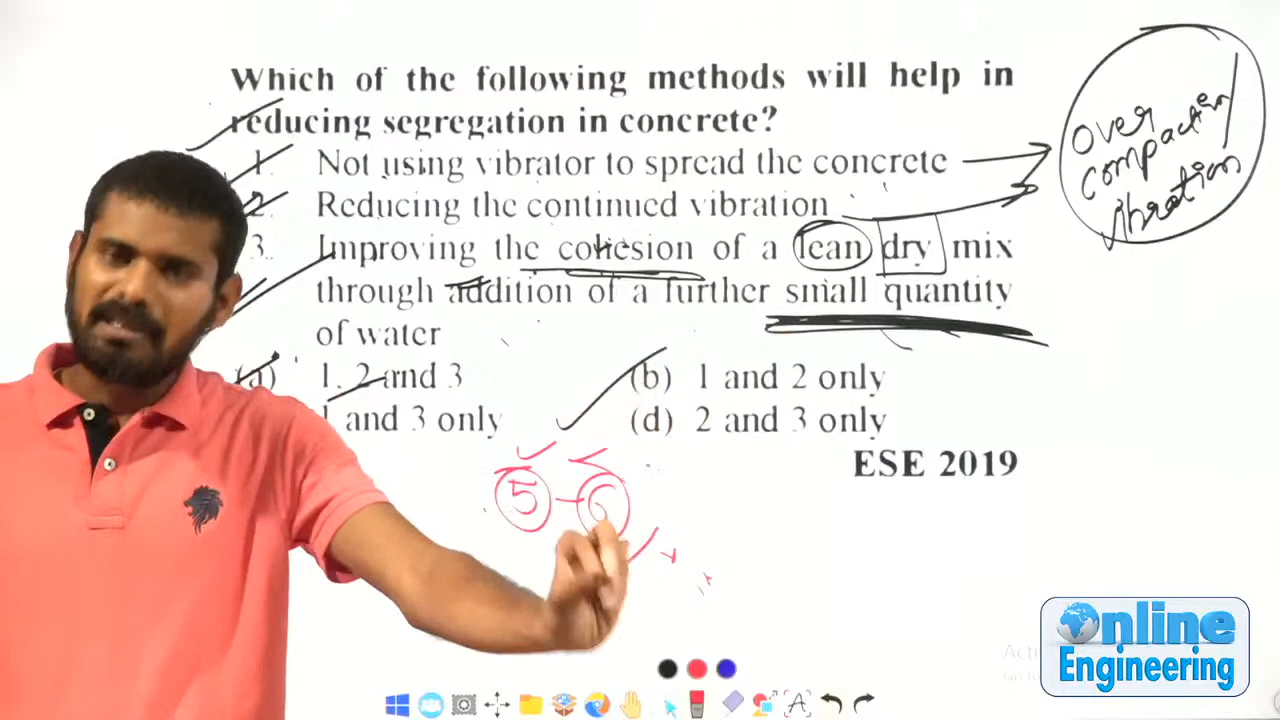 Which of the following methods will help in
reducing segregation in concrete?
1. Not using vibrator to spread the concrete
2. Reducing the continued vibration
3. Improving the cohesion of a lean dry mix
through addition of a further small quantity
of water
(a) 1, 2 and 3 (b) 1 and 2 only
1 and 3 only (d) 2 and 3 only
ESE 2019
Over
compaction/
vibration
5 - 6
Online
Engineering